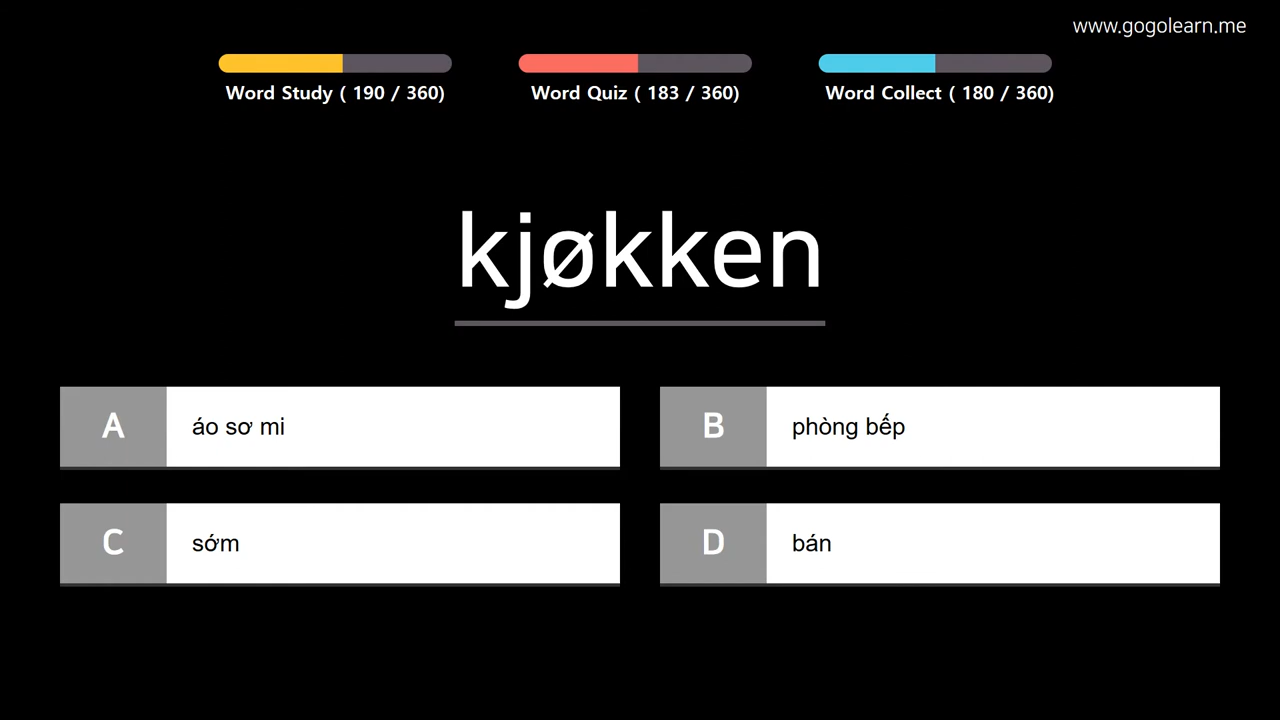 www.gogolearn.me
Word Study ( 190 / 360)
Word Quiz ( 183 / 360)
Word Collect ( 180 / 360)
kjøkken
A áo sơ mi
B phòng bếp
C sớm
D bán